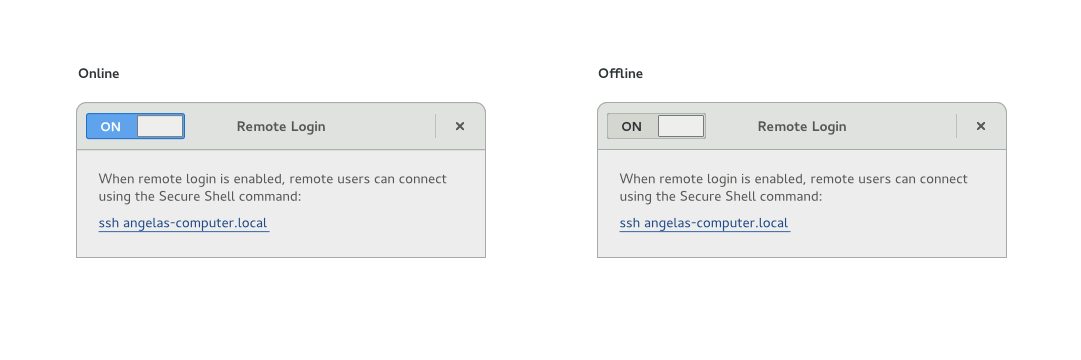 Online
ON
Remote Login
×
When remote login is enabled, remote users can connect
using the Secure Shell command:
ssh angelas-computer.local
Offline
ON
Remote Login
×
When remote login is enabled, remote users can connect
using the Secure Shell command:
ssh angelas-computer.local